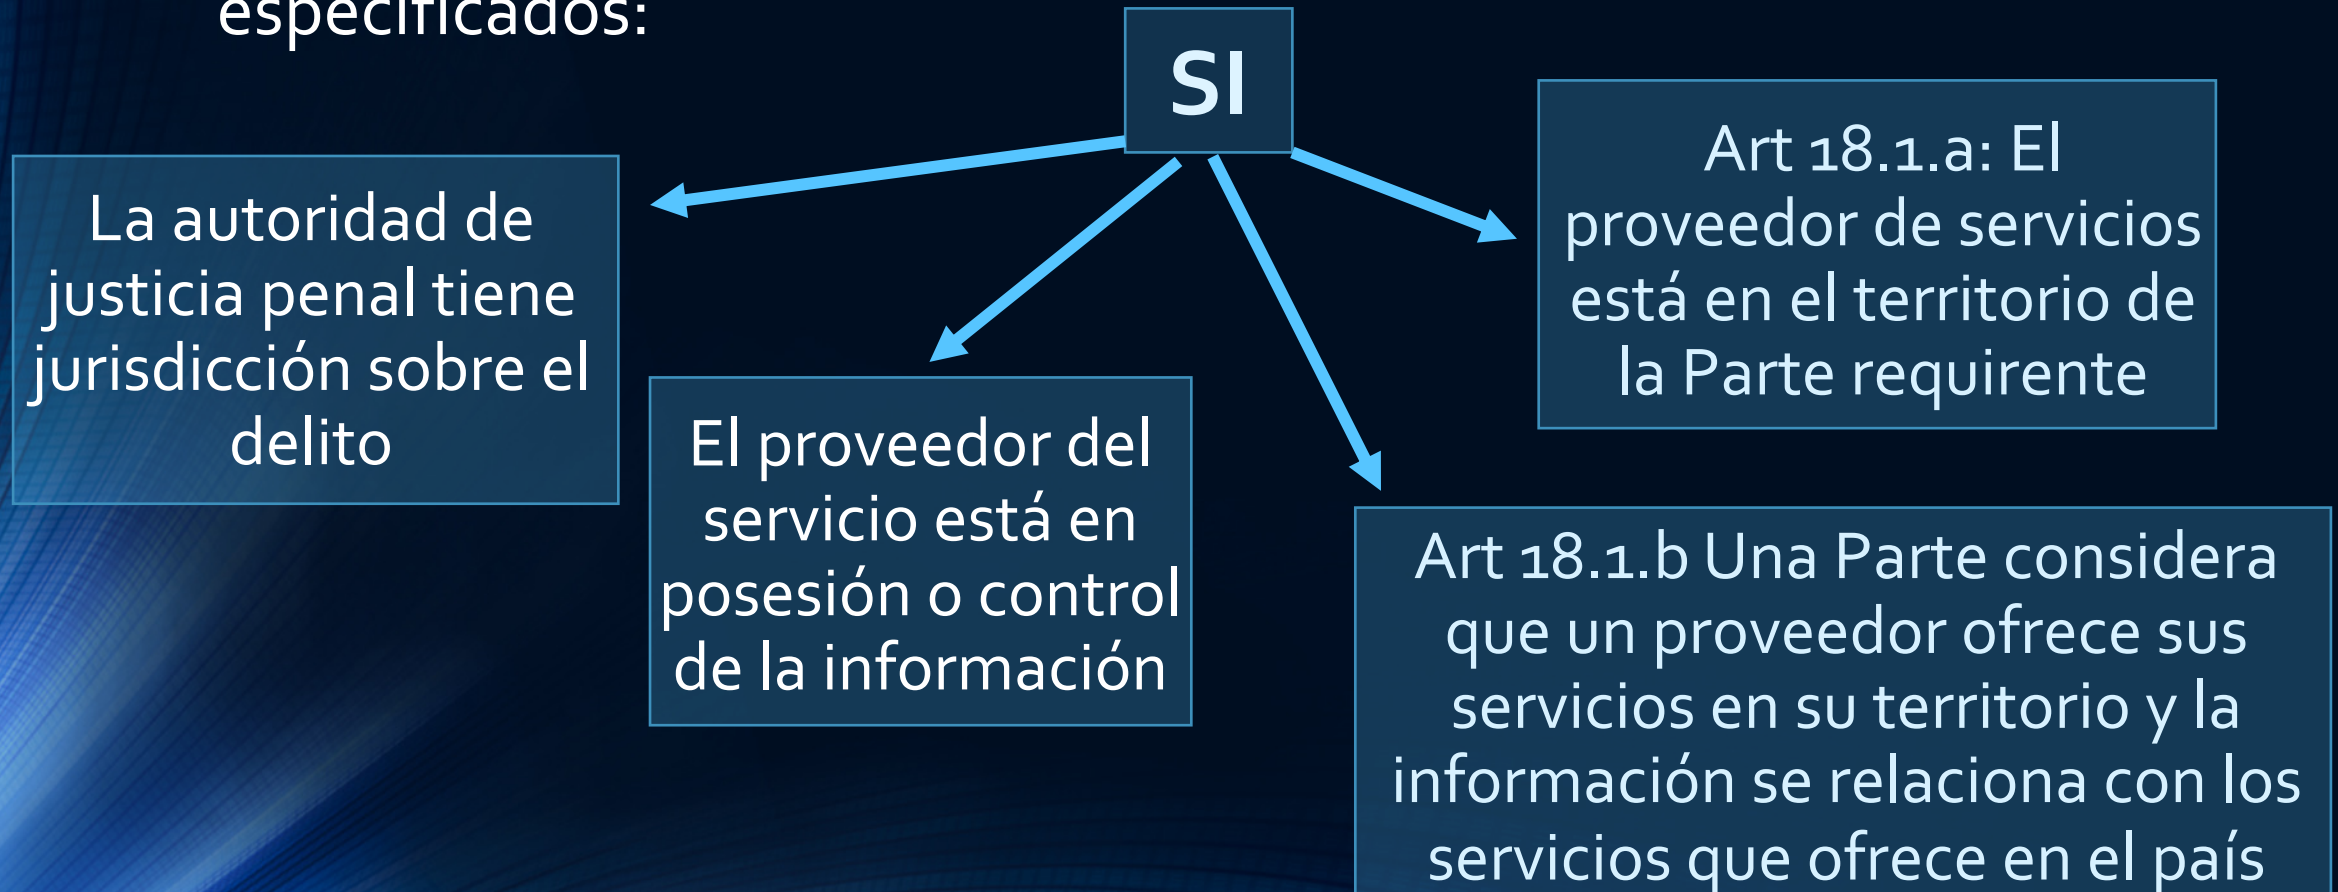 especificados:
SI
La autoridad de
justicia penal tiene
jurisdicción sobre el
delito
El proveedor del
servicio está en
posesión o control
de la información
Art 18.1.a: El
proveedor de servicios
está en el territorio de
la Parte requirente
Art 18.1.b Una Parte considera
que un proveedor ofrece sus
servicios en su territorio y la
información se relaciona con los
servicios que ofrece en el país